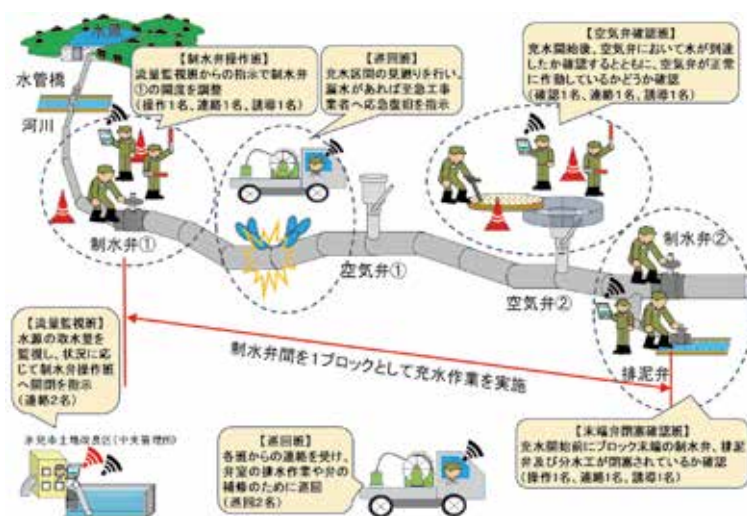 水源
水管橋
河川
【制水弁操作班】
流量監視班からの指示で制水弁
①の開度を調整
(操作1名、連絡1名、誘導1名)
【巡回班】
充水区間の見廻りを行い、
漏水があれば至急工事
業者へ応急復旧を指示
【空気弁確認班】
充水開始後、空気弁において水が到達
したか確認するとともに、空気弁が正常
に作動しているかどうか確認
(確認1名、連絡1名、誘導1名)
制水弁①
空気弁①
空気弁②
制水弁②
排泥弁
制水弁間を1ブロックとして充水作業を実施
【流量監視班】
水源の取水量を
監視し、状況に応
じて制水弁操作班
へ開閉を指示
(連絡2名)
土地改良区(中央管理所)
【巡回班】
各班からの連絡を受け、
弁室の排水作業や弁の
補修のために巡回
(巡回2名)
【末端弁閉塞確認班】
充水開始前にブロック末端の制水弁、排泥
弁及び分水工が閉塞されているか確認
(操作1名、連絡1名、誘導1名)